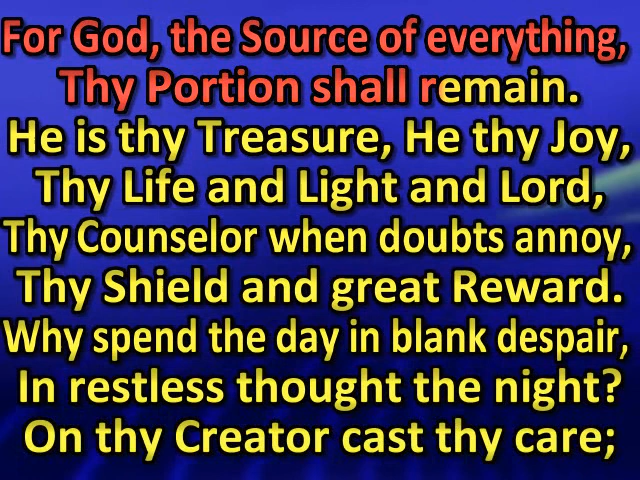 For God, the Source of everything,
Thy Portion shall remain.
He is thy Treasure, He thy Joy,
Thy Life and Light and Lord,
Thy Counselor when doubts annoy,
Thy Shield and great Reward.
Why spend the day in blank despair,
In restless thought the night?
On thy Creator cast thy care;